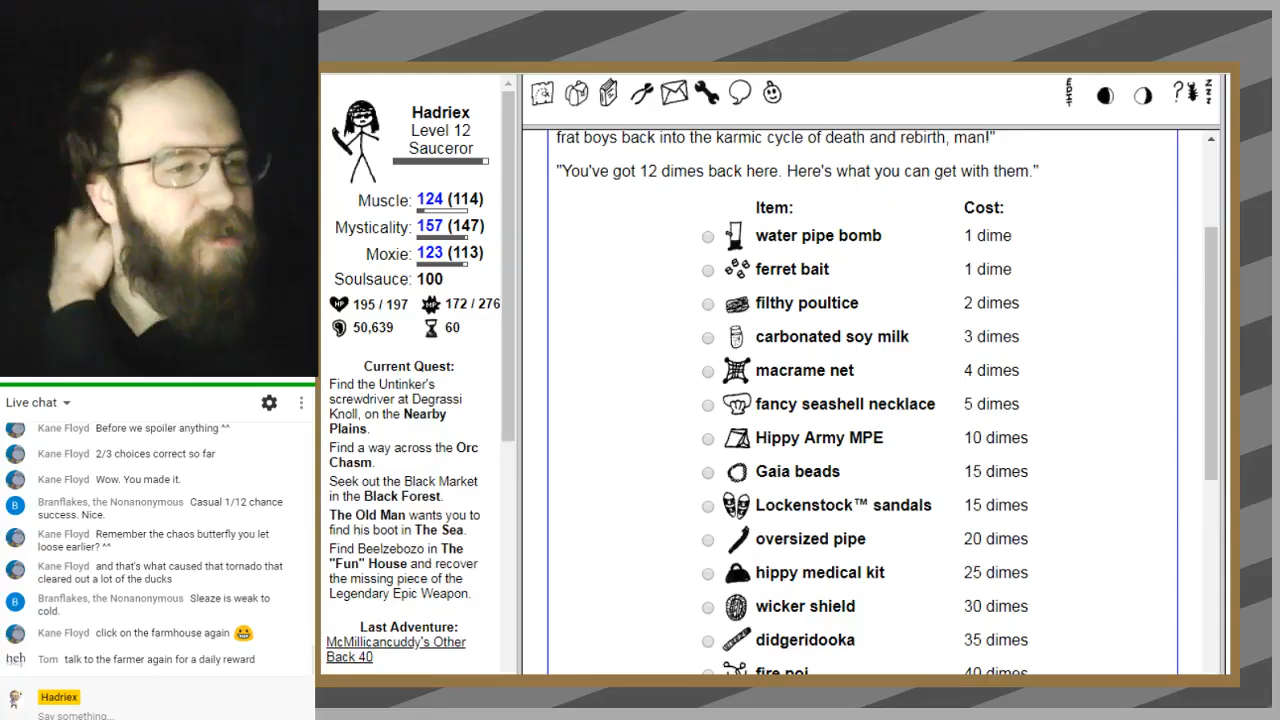 Live chat
Kane Floyd Before we spoiler anything ^^
Kane Floyd 2/3 choices correct so far
Kane Floyd Wow. You made it.
B
Branflakes, the Nonanonymous Casual 1/12 chance
success. Nice.
Kane Floyd Remember the chaos butterfly you let
loose earlier? ^^
Kane Floyd and that's what caused that tornado that
cleared out a lot of the ducks
B
Branflakes, the Nonanonymous Sleaze is weak to
cold.
Kane Floyd click on the farmhouse again
heh
Tom talk to the farmer again for a daily reward
Hadriex
Say something...
Hadriex
Level 12
Sauceror
Muscle: 124 (114)
Mysticality: 157 (147)
Moxie: 123 (113)
Soulsauce: 100
HP 195 / 197 MP 172 / 276
50,639 60
Current Quest:
Find the Untinker's
screwdriver at Degrassi
Knoll, on the Nearby
Plains.
Find a way across the Orc
Chasm.
Seek out the Black Market
in the Black Forest.
The Old Man wants you to
find his boot in The Sea.
Find Beelzebozo in The
"Fun" House and recover
the missing piece of the
Legendary Epic Weapon.
Last Adventure:
McMillicancuddy's Other
Back 40
EDIT
? z z z
frat boys back into the karmic cycle of death and rebirth, man!"
"You've got 12 dimes back here. Here's what you can get with them."
Item: Cost:
water pipe bomb 1 dime
ferret bait 1 dime
filthy poultice 2 dimes
carbonated soy milk 3 dimes
macrame net 4 dimes
fancy seashell necklace 5 dimes
Hippy Army MPE 10 dimes
Gaia beads 15 dimes
Lockenstock™ sandals 15 dimes
oversized pipe 20 dimes
hippy medical kit 25 dimes
wicker shield 30 dimes
didgeridooka 35 dimes
fire poi 40 dimes